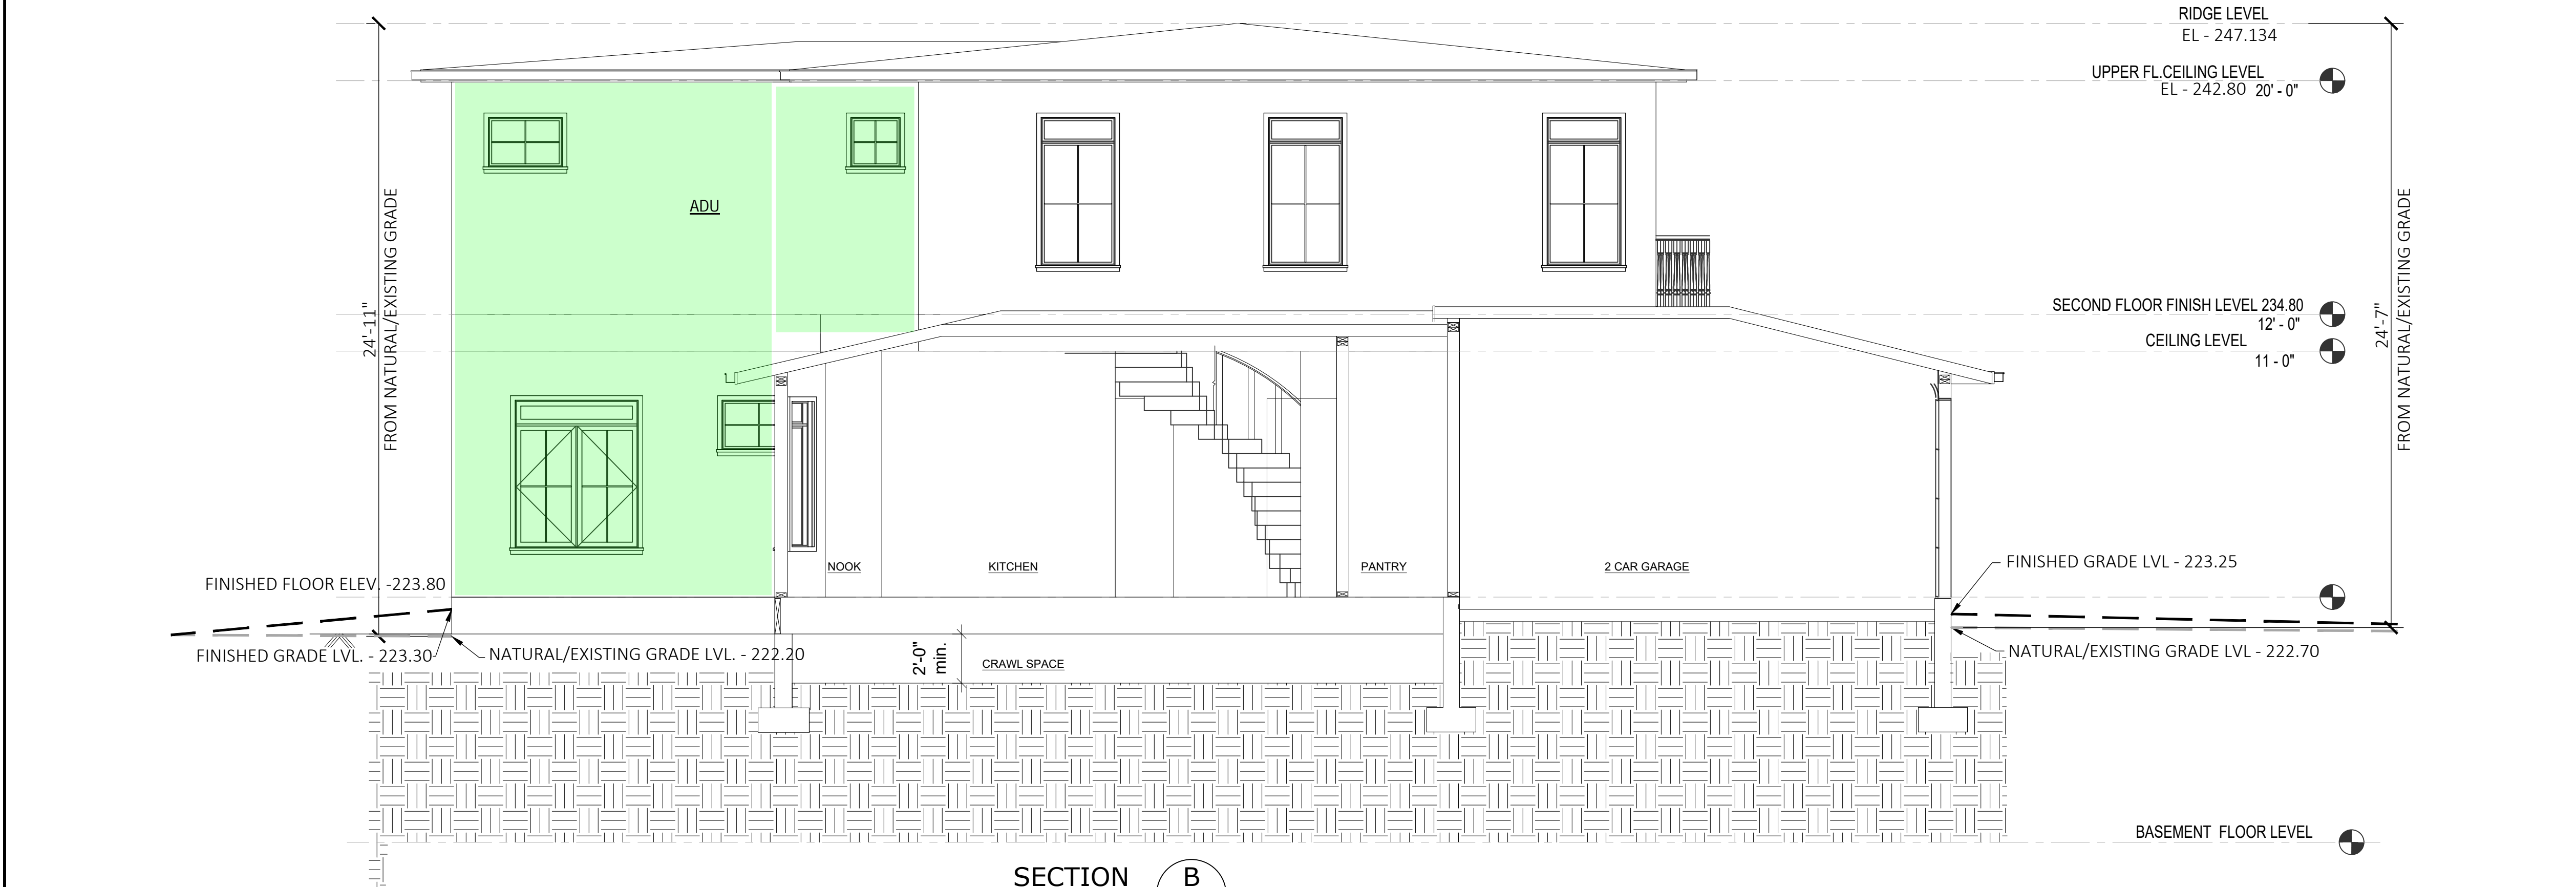 RIDGE LEVEL
EL - 247.134
UPPER FL.CEILING LEVEL
EL - 242.80 20' - 0"
ADU
24'-11"
FROM NATURAL/EXISTING GRADE
24'-7"
FROM NATURAL/EXISTING GRADE
SECOND FLOOR FINISH LEVEL 234.80
12' - 0"
CEILING LEVEL
11 - 0"
NOOK
KITCHEN
PANTRY
2 CAR GARAGE
FINISHED GRADE LVL - 223.25
FINISHED FLOOR ELEV. -223.80
FINISHED GRADE LVL. - 223.30
NATURAL/EXISTING GRADE LVL. - 222.20
2'-0"
min.
CRAWL SPACE
NATURAL/EXISTING GRADE LVL - 222.70
BASEMENT FLOOR LEVEL
SECTION B